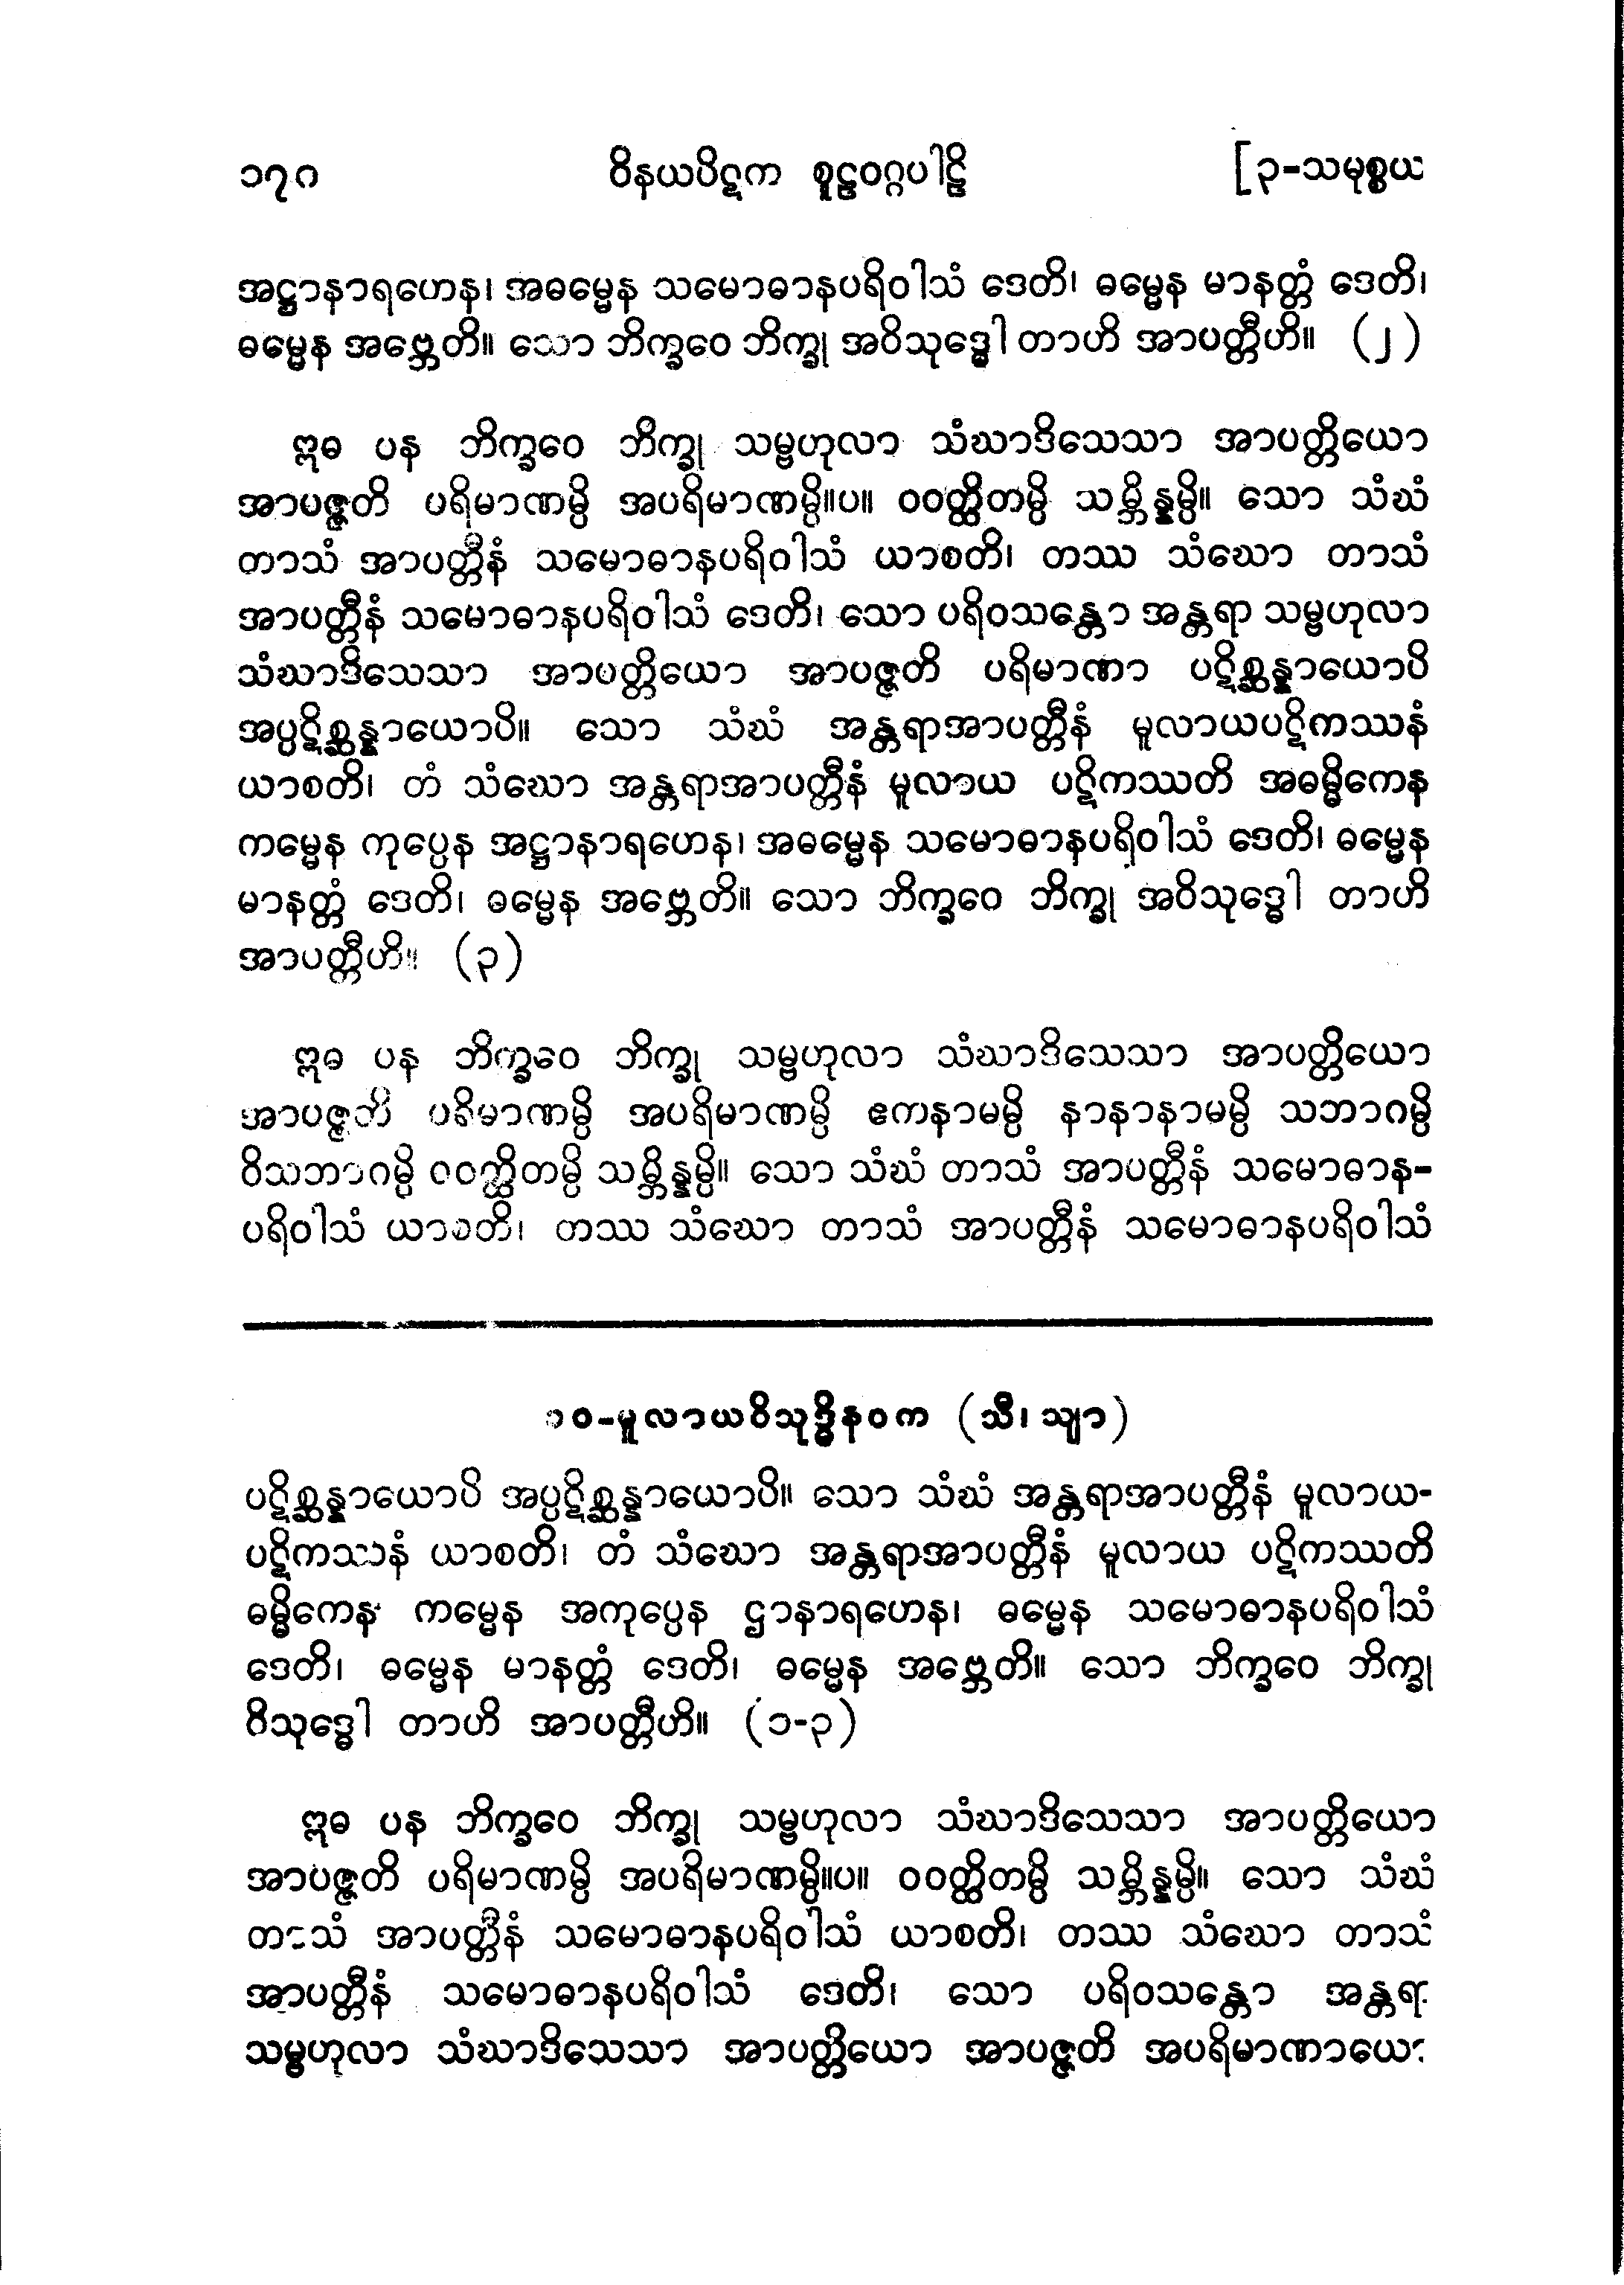 ၁၇ဂ ဝိနယပိဋက စူဠဝဂ္ဂပါဠိ [၃-သမုစ္စယ
အဋ္ဌာနာရဟေန၊ အဓမ္မေန သမောဓာနပရိဝါသံ ဒေတိ၊ ဓမ္မေန မာနတ္တံ ဒေတိ၊
ဓမ္မေန အဗ္ဘေတိ။ သော ဘိက္ခဝေ ဘိက္ခု အဝိသုဒ္ဓေါ တာဟိ အာပတ္တီဟိ။ (၂)
ဣဓ ပန ဘိက္ခဝေ ဘိက္ခု သမ္ဗဟုလာ သံဃာဒိသေသာ အာပတ္တိယော
အာပဇ္ဇတိ ပရိမာဏမ္ပိ အပရိမာဏမ္ပိ။ပ။ ဝဝတ္ထိတမ္ပိ သမ္ဘိန္နမ္ပိ။ သော သံဃံ
တာသံ အာပတ္တီနံ သမောဓာနပရိဝါသံ ယာစတိ၊ တဿ သံဃော တာသံ
အာပတ္တီနံ သမောဓာနပရိဝါသံ ဒေတိ၊ သော ပရိဝသန္တော အန္တရာ သမ္ဗဟုလာ
သံဃာဒိသေသာ အာပတ္တိယော အာပဇ္ဇတိ ပရိမာဏာ ပဋိစ္ဆန္နာယောပိ
အပ္ပဋိစ္ဆန္နာယောပိ။ သော သံဃံ အန္တရာအာပတ္တီနံ မူလာယပဋိကဿနံ
ယာစတိ၊ တံ သံဃော အန္တရာအာပတ္တီနံ မူလာယ ပဋိကဿတိ အဓမ္မိကေန
ကမ္မေန ကုပ္ပေန အဋ္ဌာနာရဟေန၊ အဓမ္မေန သမောဓာနပရိဝါသံ ဒေတိ၊ ဓမ္မေန
မာနတ္တံ ဒေတိ၊ ဓမ္မေန အဗ္ဘေတိ။ သော ဘိက္ခဝေ ဘိက္ခု အဝိသုဒ္ဓေါ တာဟိ
အာပတ္တီဟိ။ (၃)
ဣဓ ပန ဘိက္ခဝေ ဘိက္ခု သမ္ဗဟုလာ သံဃာဒိသေသာ အာပတ္တိယော
အာပဇ္ဇတိ ပရိမာဏမ္ပိ အပရိမာဏမ္ပိ ဧကနာမမ္ပိ နာနာနာမမ္ပိ သဘာဂမ္ပိ
ဝိသဘာဂမ္ပိ ဝဝတ္ထိတမ္ပိ သမ္ဘိန္နမ္ပိ။ သော သံဃံ တာသံ အာပတ္တီနံ သမောဓာန-
ပရိဝါသံ ယာစတိ၊ တဿ သံဃော တာသံ အာပတ္တီနံ သမောဓာနပရိဝါသံ
၁၀-မူလာယဝိသုဒ္ဓိနဝက (သီ၊ သျာ)
ပဋိစ္ဆန္နာယောပိ အပ္ပဋိစ္ဆန္နာယောပိ။ သော သံဃံ အန္တရာအာပတ္တီနံ မူလာယ-
ပဋိကဿနံ ယာစတိ၊ တံ သံဃော အန္တရာအာပတ္တီနံ မူလာယ ပဋိကဿတိ
ဓမ္မိကေန ကမ္မေန အကုပ္ပေန ဌာနာရဟေန၊ ဓမ္မေန သမောဓာနပရိဝါသံ
ဒေတိ၊ ဓမ္မေန မာနတ္တံ ဒေတိ၊ ဓမ္မေန အဗ္ဘေတိ။ သော ဘိက္ခဝေ ဘိက္ခု
ဝိသုဒ္ဓေါ တာဟိ အာပတ္တီဟိ။ (၁-၃)
ဣဓ ပန ဘိက္ခဝေ ဘိက္ခု သမ္ဗဟုလာ သံဃာဒိသေသာ အာပတ္တိယော
အာပဇ္ဇတိ ပရိမာဏမ္ပိ အပရိမာဏမ္ပိ။ပ။ ဝဝတ္ထိတမ္ပိ သမ္ဘိန္နမ္ပိ။ သော သံဃံ
တာသံ အာပတ္တီနံ သမောဓာနပရိဝါသံ ယာစတိ၊ တဿ သံဃော တာသံ
အာပတ္တီနံ သမောဓာနပရိဝါသံ ဒေတိ၊ သော ပရိဝသန္တော အန္တရာ
သမ္ဗဟုလာ သံဃာဒိသေသာ အာပတ္တိယော အာပဇ္ဇတိ အပရိမာဏာယော